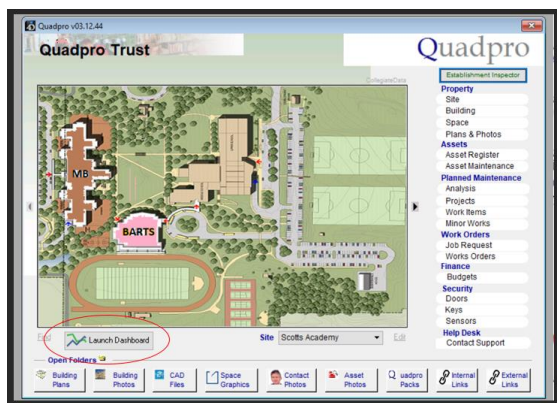 Quadpro v03.12.44
Quadpro Trust
Quadpro
CollegiateData
Establishment Inspector
Property
Site
Building
Space
Plans & Photos
Assets
Asset Register
Asset Maintenance
Planned Maintenance
Analysis
Projects
Work Items
Minor Works
Work Orders
Job Request
Works Orders
Finance
Budgets
Security
Doors
Keys
Sensors
Help Desk
Contact Support
MB
BARTS
Find
Launch Dashboard
Site
Scotts Academy
Edit
Open Folders
Building Plans
Building Photos
CAD Files
Space Graphics
Contact Photos
Asset Photos
Q uadpro Packs
Internal Links
External Links